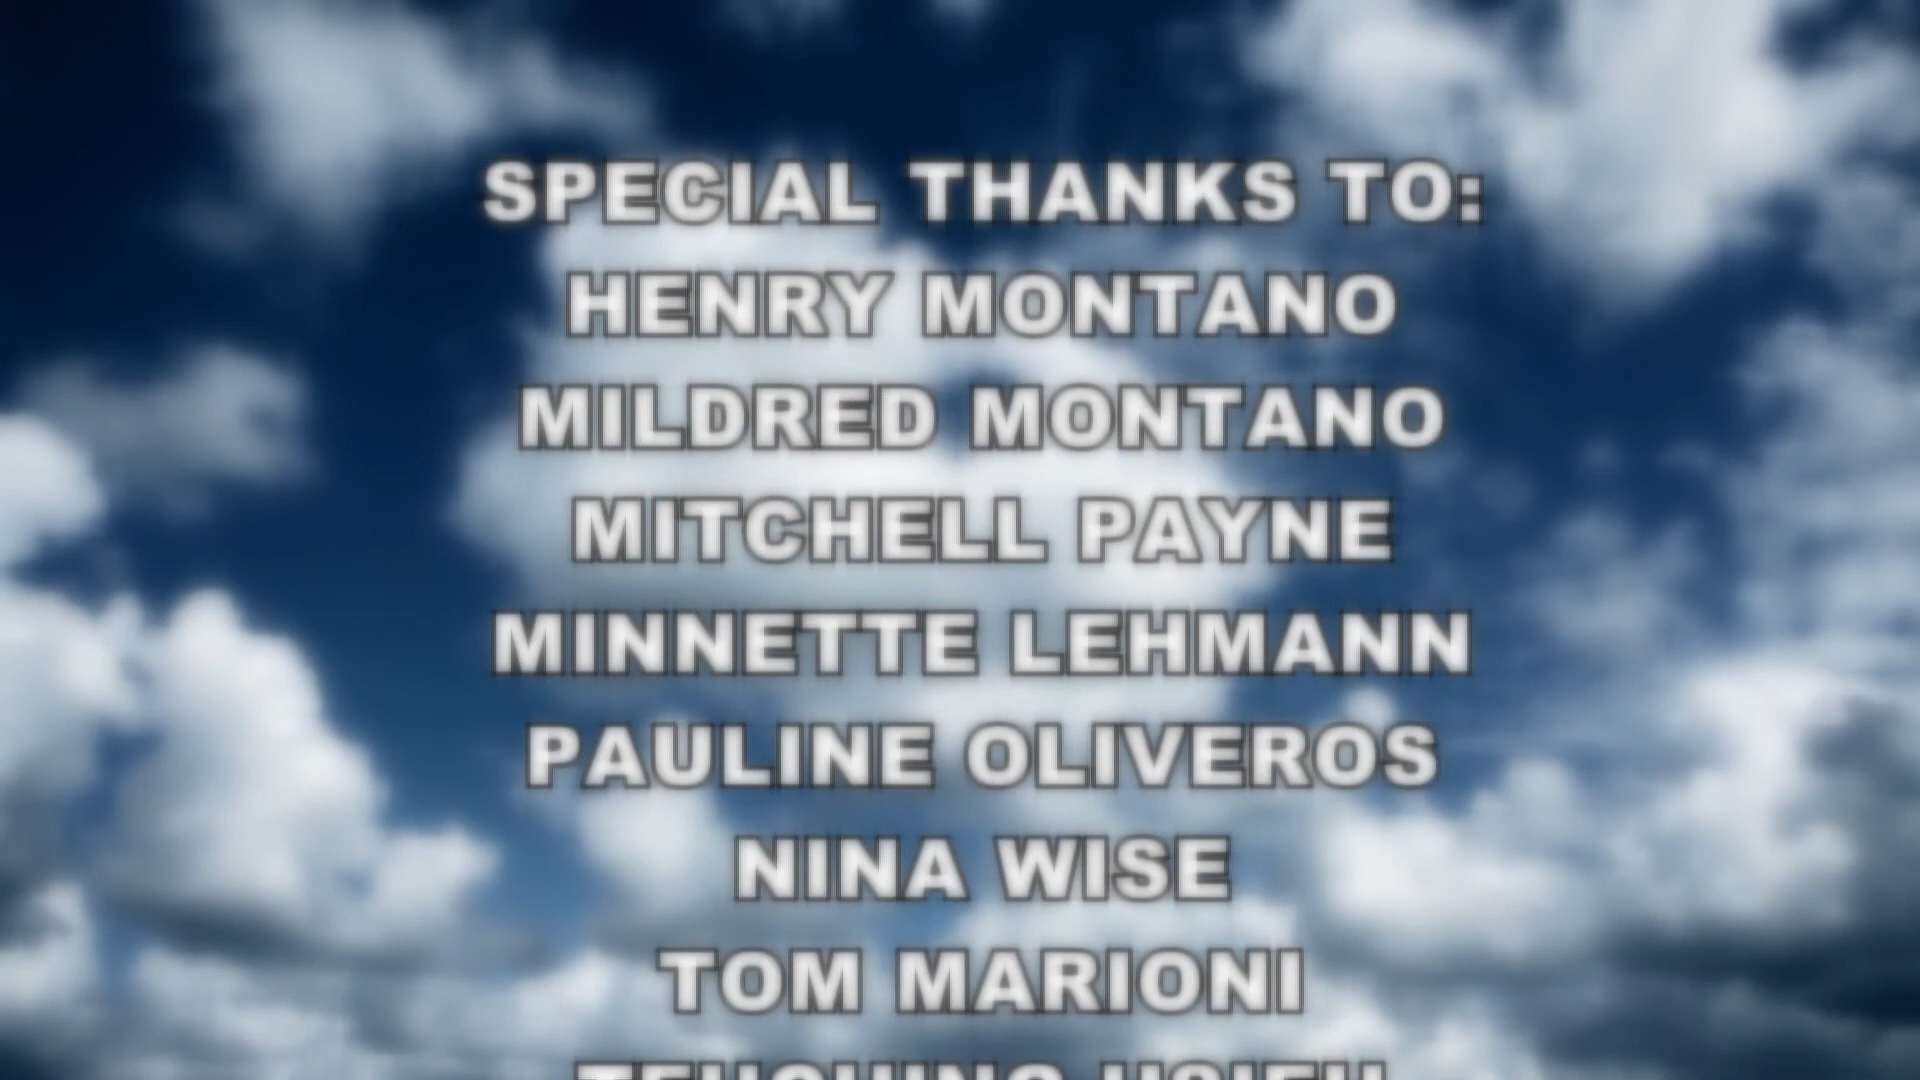 SPECIAL THANKS TO:
HENRY MONTANO
MILDRED MONTANO
MITCHELL PAYNE
MINNETTE LEHMANN
PAULINE OLIVEROS
NINA WISE
TOM MARIONI